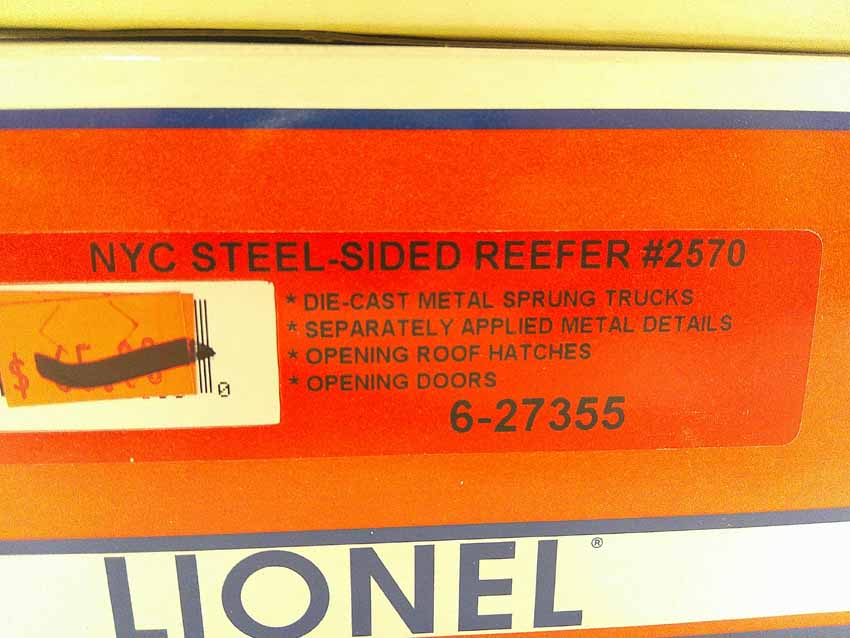 NYC STEEL-SIDED REEFER #2570
* DIE-CAST METAL SPRUNG TRUCKS
* SEPARATELY APPLIED METAL DETAILS
* OPENING ROOF HATCHES
* OPENING DOORS
6-27355
$
0
LIONEL®